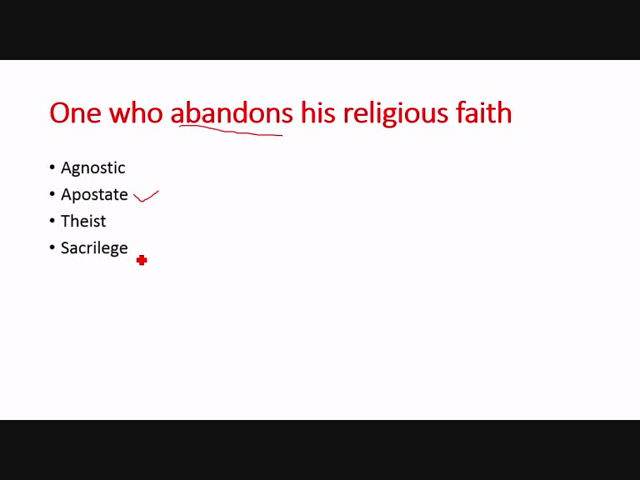 One who abandons his religious faith
• Agnostic
• Apostate
• Theist
• Sacrilege